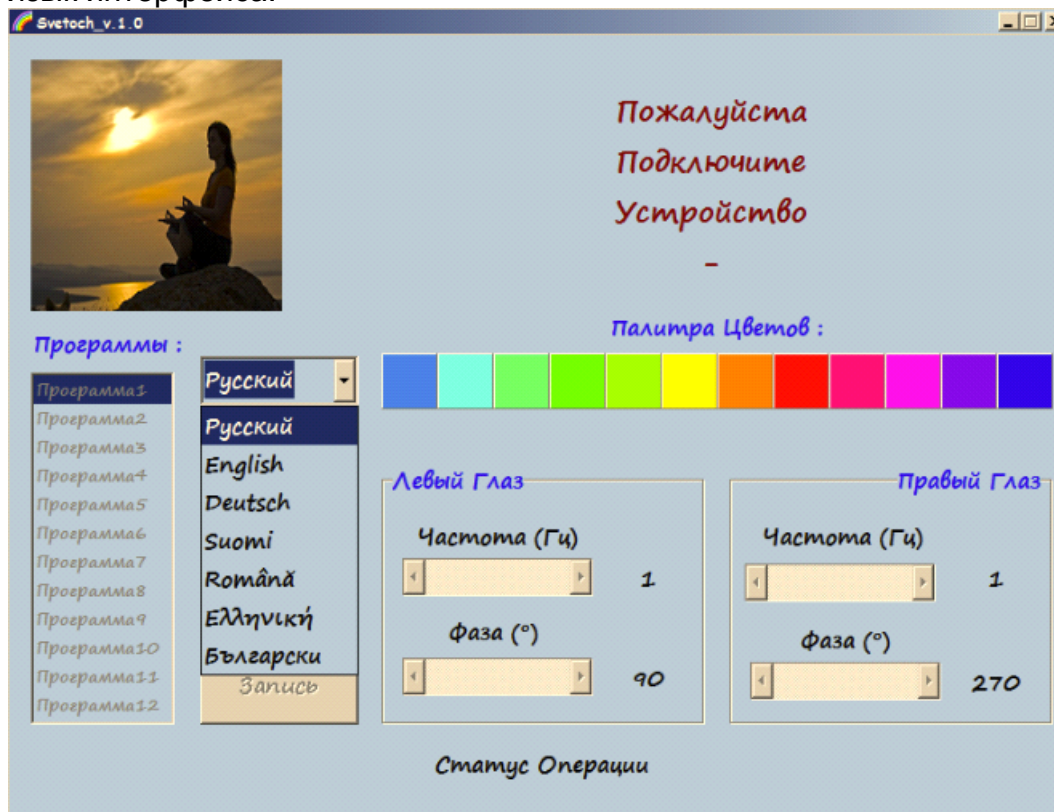 Svetoch_v.1.0
Пожалуйста
Подключите
Устройство
-
Программы :
Палитра Цветов :
Программа1
Программа2
Программа3
Программа4
Программа5
Программа6
Программа7
Программа8
Программа9
Программа10
Программа11
Программа12
Русский
Русский
English
Deutsch
Suomi
Română
Ελληνική
Български
Запись
Левый Глаз
Частота (Гц)
1
Фаза (°)
90
Правый Глаз
Частота (Гц)
1
Фаза (°)
270
Статус Операции